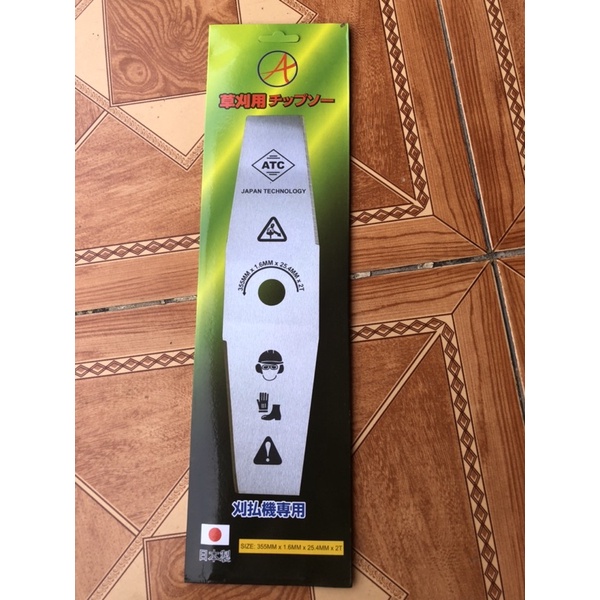 A
草刈用チップソー
ATC
JAPAN TECHNOLOGY
355MM x 1.6MM x 25.4MM x 2T
刈払機専用
日本製
SIZE: 355MM x 1.6MM x 25.4MM x 2T